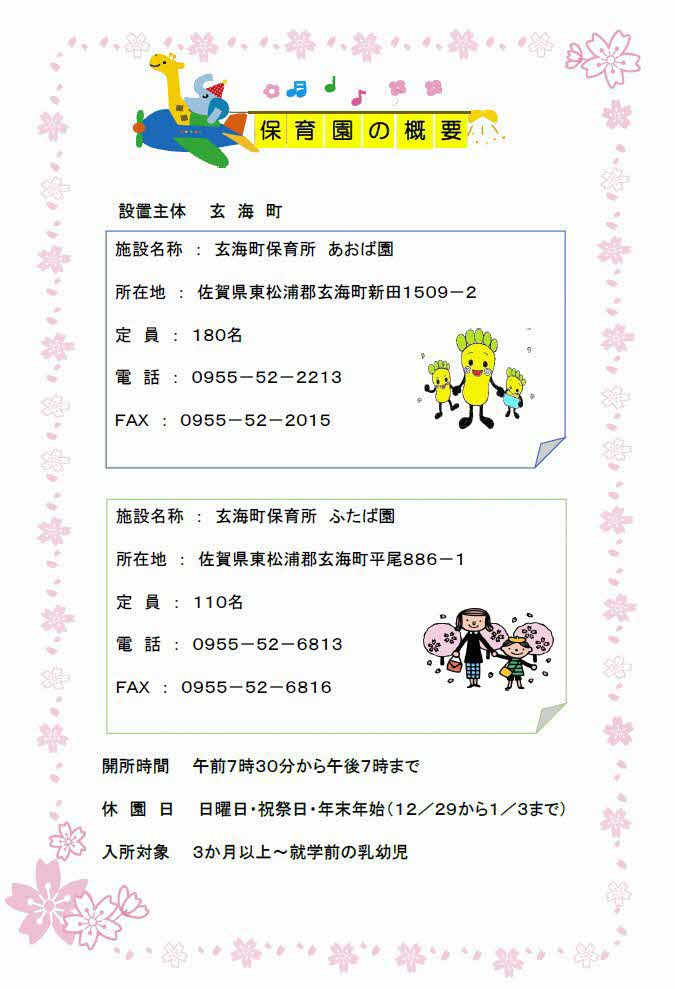 保育園の概要
設置主体　玄 海 町
施設名称 ： 玄海町保育所 あおば園
所在地 ： 佐賀県東松浦郡玄海町新田1509－2
定 員 ： 180名
電 話 ： 0955－52－2213
FAX ： 0955－52－2015
施設名称 ： 玄海町保育所 ふたば園
所在地 ： 佐賀県東松浦郡玄海町平尾886－1
定 員 ： 110名
電 話 ： 0955－52－6813
FAX ： 0955－52－6816
開所時間　午前7時30分から午後7時まで
休 園 日　日曜日・祝祭日・年末年始（12／29から1／3まで）
入所対象　3か月以上～就学前の乳幼児